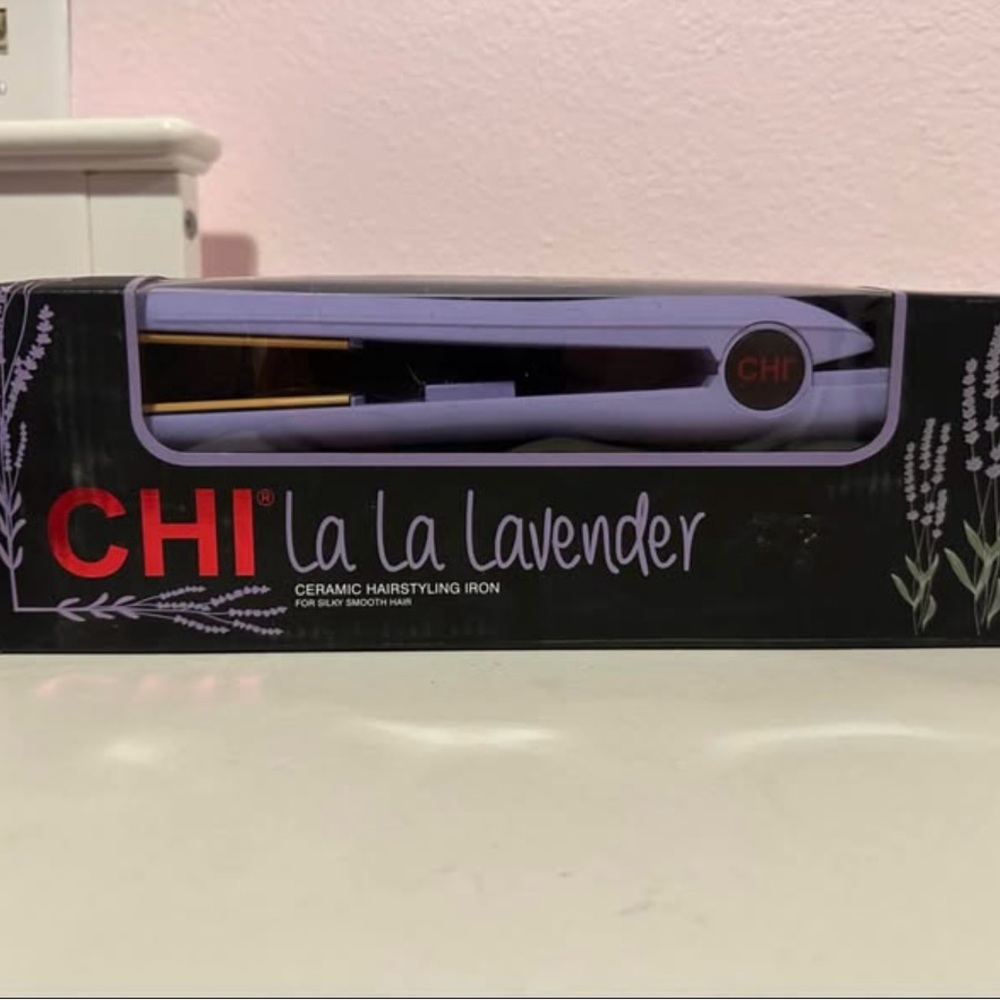 CHI
CHI® La La Lavender
CERAMIC HAIRSTYLING IRON
FOR SILKY SMOOTH HAIR